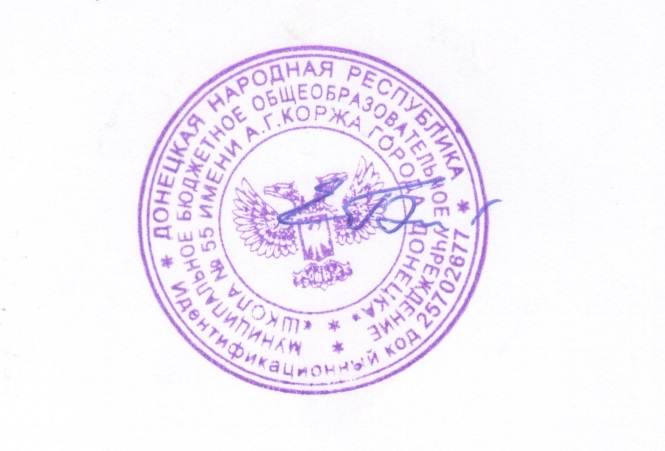 * ДОНЕЦКАЯ НАРОДНАЯ РЕСПУБЛИКА *
Идентификационный код 25702677
МУНИЦИПАЛЬНОЕ БЮДЖЕТНОЕ ОБЩЕОБРАЗОВАТЕЛЬНОЕ УЧРЕЖДЕНИЕ *
"ШКОЛА № 55 ИМЕНИ А.Г.КОРЖА ГОРОДА ДОНЕЦКА" *